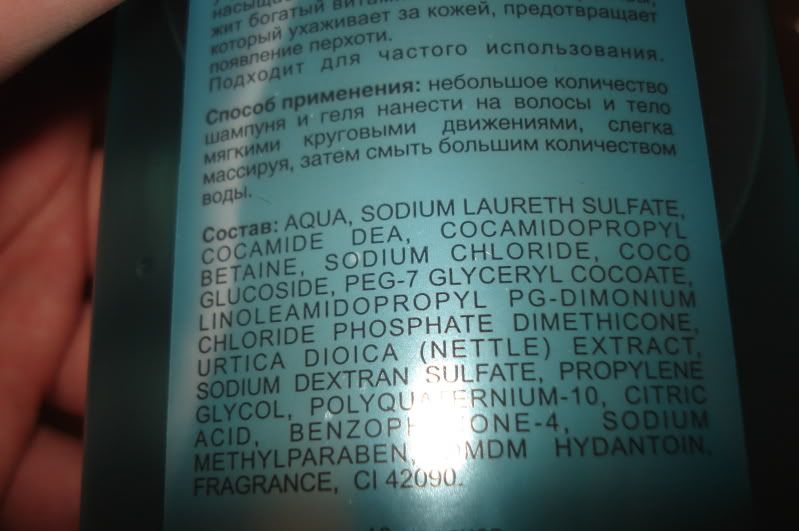 жит богатый
который ухаживает за кожей, предотвращает
появление перхоти.
Подходит для частого использования.
Способ применения: небольшое количество
шампуня и геля нанести на волосы и тело
мягкими круговыми движениями, слегка
массируя, затем смыть большим количеством
воды.
Состав: AQUA, SODIUM LAURETH SULFATE,
COCAMIDE DEA, COCAMIDOPROPYL
BETAINE, SODIUM CHLORIDE, COCO
GLUCOSIDE, PEG-7 GLYCERYL COCOATE,
LINOLEAMIDOPROPYL PG-DIMONIUM
CHLORIDE PHOSPHATE DIMETHICONE,
URTICA DIOICA (NETTLE) EXTRACT,
SODIUM DEXTRAN SULFATE, PROPYLENE
GLYCOL, POLYQUATERNIUM-10, CITRIC
ACID, BENZOPHENONE-4, SODIUM
METHYLPARABEN, DMDM HYDANTOIN,
FRAGRANCE, CI 42090.